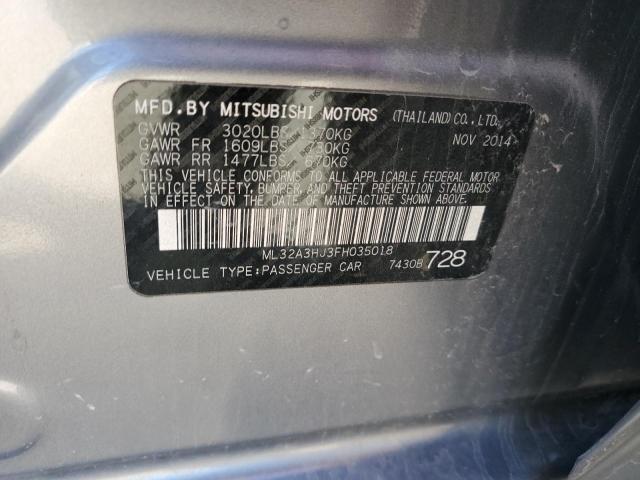 MFD.BY MITSUBISHI MOTORS (THAILAND) CO., LTD.
GVWR 3020LBS 1370KG NOV 2014
GAWR FR 1609LBS 730KG
GAWR RR 1477LBS 670KG
THIS VEHICLE CONFORMS TO ALL APPLICABLE FEDERAL MOTOR
VEHICLE SAFETY, BUMPER, AND THEFT PREVENTION STANDARDS
IN EFFECT ON THE DATE OF MANUFACTURE SHOWN ABOVE.
ML32A3HJ3FH035018
VEHICLE TYPE:PASSENGER CAR 7430B 728